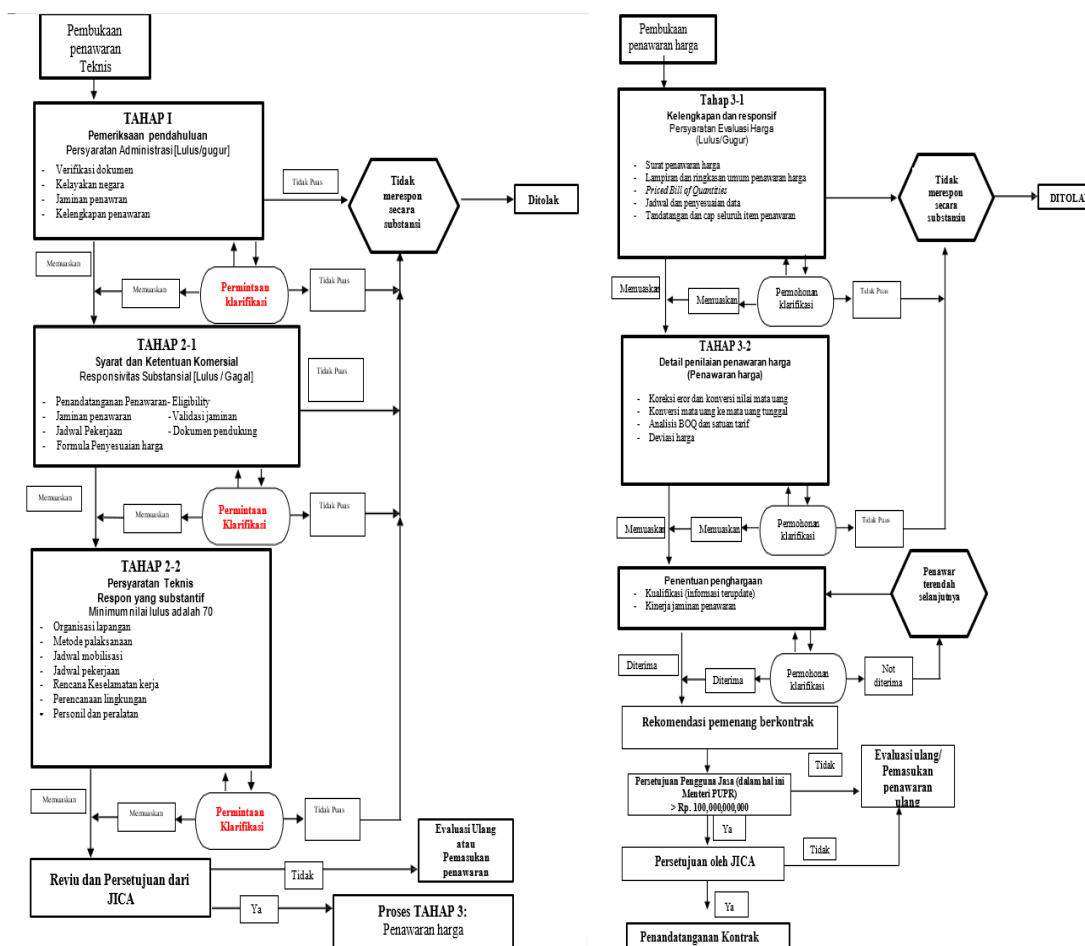 Pembukaan
penawaran
Teknis
TAHAP I
Pemeriksaan pendahuluan
Persyaratan Administrasi[Lulus/gugur]
- Verifikasi dokumen
- Kelayakan negara
- Jaminan penawran
- Kelengkapan penawaran
Tidak Puas
Tidak
merespon
secara
substansi
Ditolak
Memuaskan
Memuaskan
Permintaan
klarifikasi
Tidak Puas
TAHAP 2-1
Syarat dan Ketentuan Komersial
Responsivitas Substansial [Lulus / Gagal]
- Penandatanganan Penawaran- Eligibility
- Jaminan penawaran - Validasi jaminan
- Jadwal Pekerjaan - Dokumen pendukung
- Formula Penyesuaian harga
Tidak Puas
Memuaskan
Memuaskan
Permintaan
Klarifikasi
Tidak Puas
TAHAP 2-2
Persyaratan Teknis
Respon yang substantif
Minimum nilai lulus adalah 70
- Organisasi lapangan
- Metode palaksanaan
- Jadwal mobilisasi
- Jadwal pekerjaan
- Rencana Keselamatan kerja
- Perencanaan lingkungan
- Personil dan peralatan
Memuaskan
Memuaskan
Permintaan
Klarifikasi
Tidak Puas
Reviu dan Persetujuan dari
JICA
Tidak
Evaluasi Ulang
atau
Pemasukan
penawaran
Ya
Proses TAHAP 3:
Penawaran harga
Pembukaan
penawaran harga
Tahap 3-1
Kelengkapan dan responsif
Persyaratan Evaluasi Harga
(Lulus/Gugur)
- Surat penawaran harga
- Lampiran dan ringkasan umum penawaran harga
- Priced Bill of Quantities
- Jadwal dan penyesuaian data
- Tandatangan dan cap seluruh item penawaran
Tidak
merespon
secara
substansiu
DITOLAK
Memuaskan
Memuaskan
Permohonan
klarifikasi
Tidak Puas
TAHAP 3-2
Detail penilaian penawaran harga
(Penawaran harga)
- Koreksi eror dan konversi nilai mata uang
- Konversi mata uang ke mata uang tunggal
- Analisis BOQ dan satuan tarif
- Deviasi harga
Memuaskan
Memuaskan
Permohonan
klarifikasi
Tidak Puas
Penentuan penghargaan
- Kualifikasi (informasi terupdate)
- Kinerja jaminan penawaran
Penawar
terendah
selanjutnya
Diterima
Diterima
Permohonan
klarifikasi
Not
diterima
Rekomendasi pemenang berkontrak
Tidak
Evaluasi ulang/
Pemasukan
penawaran
ulang
Persetujuan Pengguna Jasa (dalam hal ini
Menteri PUPR)
> Rp. 100,000,000,000
Ya
Tidak
Persetujuan oleh JICA
Ya
Penandatanganan Kontrak